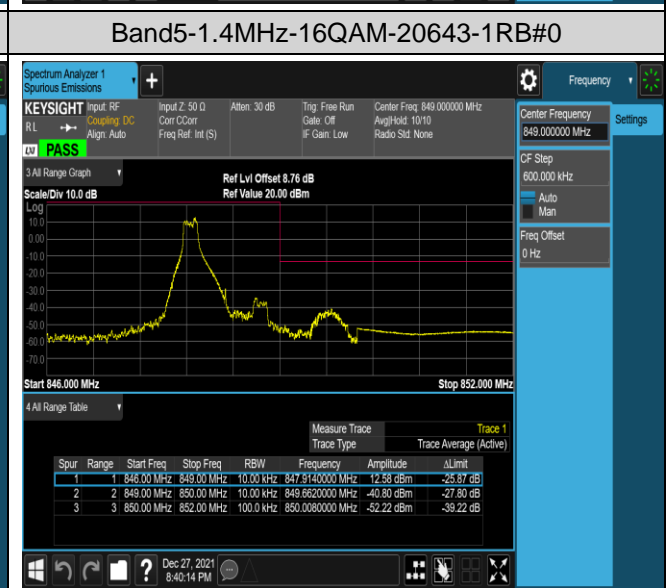 Band5-1.4MHz-16QAM-20643-1RB#0
Spectrum Analyzer 1
Spurious Emissions
Frequency
KEYSIGHT Input: RF Input Z: 50 Ω Atten: 30 dB Trig: Free Run Center Freq: 849.000000 MHz
RL Coupling: DC Corr CCorr Gate: Off Avg|Hold: 10/10
Align: Auto Freq Ref: Int (S) IF Gain: Low Radio Std: None
LXI PASS
Center Frequency
849.000000 MHz
Settings
CF Step
600.000 kHz
Auto
Man
Freq Offset
0 Hz
3 All Range Graph
Ref Lvl Offset 8.76 dB
Scale/Div 10.0 dB Ref Value 20.00 dBm
Log
10.0
0.00
-10.0
-20.0
-30.0
-40.0
-50.0
-60.0
-70.0
Start 846.000 MHz Stop 852.000 MHz
4 All Range Table
Measure Trace Trace 1
Trace Type Trace Average (Active)
Spur Range Start Freq Stop Freq RBW Frequency Amplitude ΔLimit
1 1 846.00 MHz 849.00 MHz 10.00 kHz 847.9140000 MHz 12.58 dBm -25.87 dB
2 2 849.00 MHz 850.00 MHz 10.00 kHz 849.6620000 MHz -40.80 dBm -27.80 dB
3 3 850.00 MHz 852.00 MHz 100.0 kHz 850.0080000 MHz -52.22 dBm -39.22 dB
Dec 27, 2021
8:40:14 PM